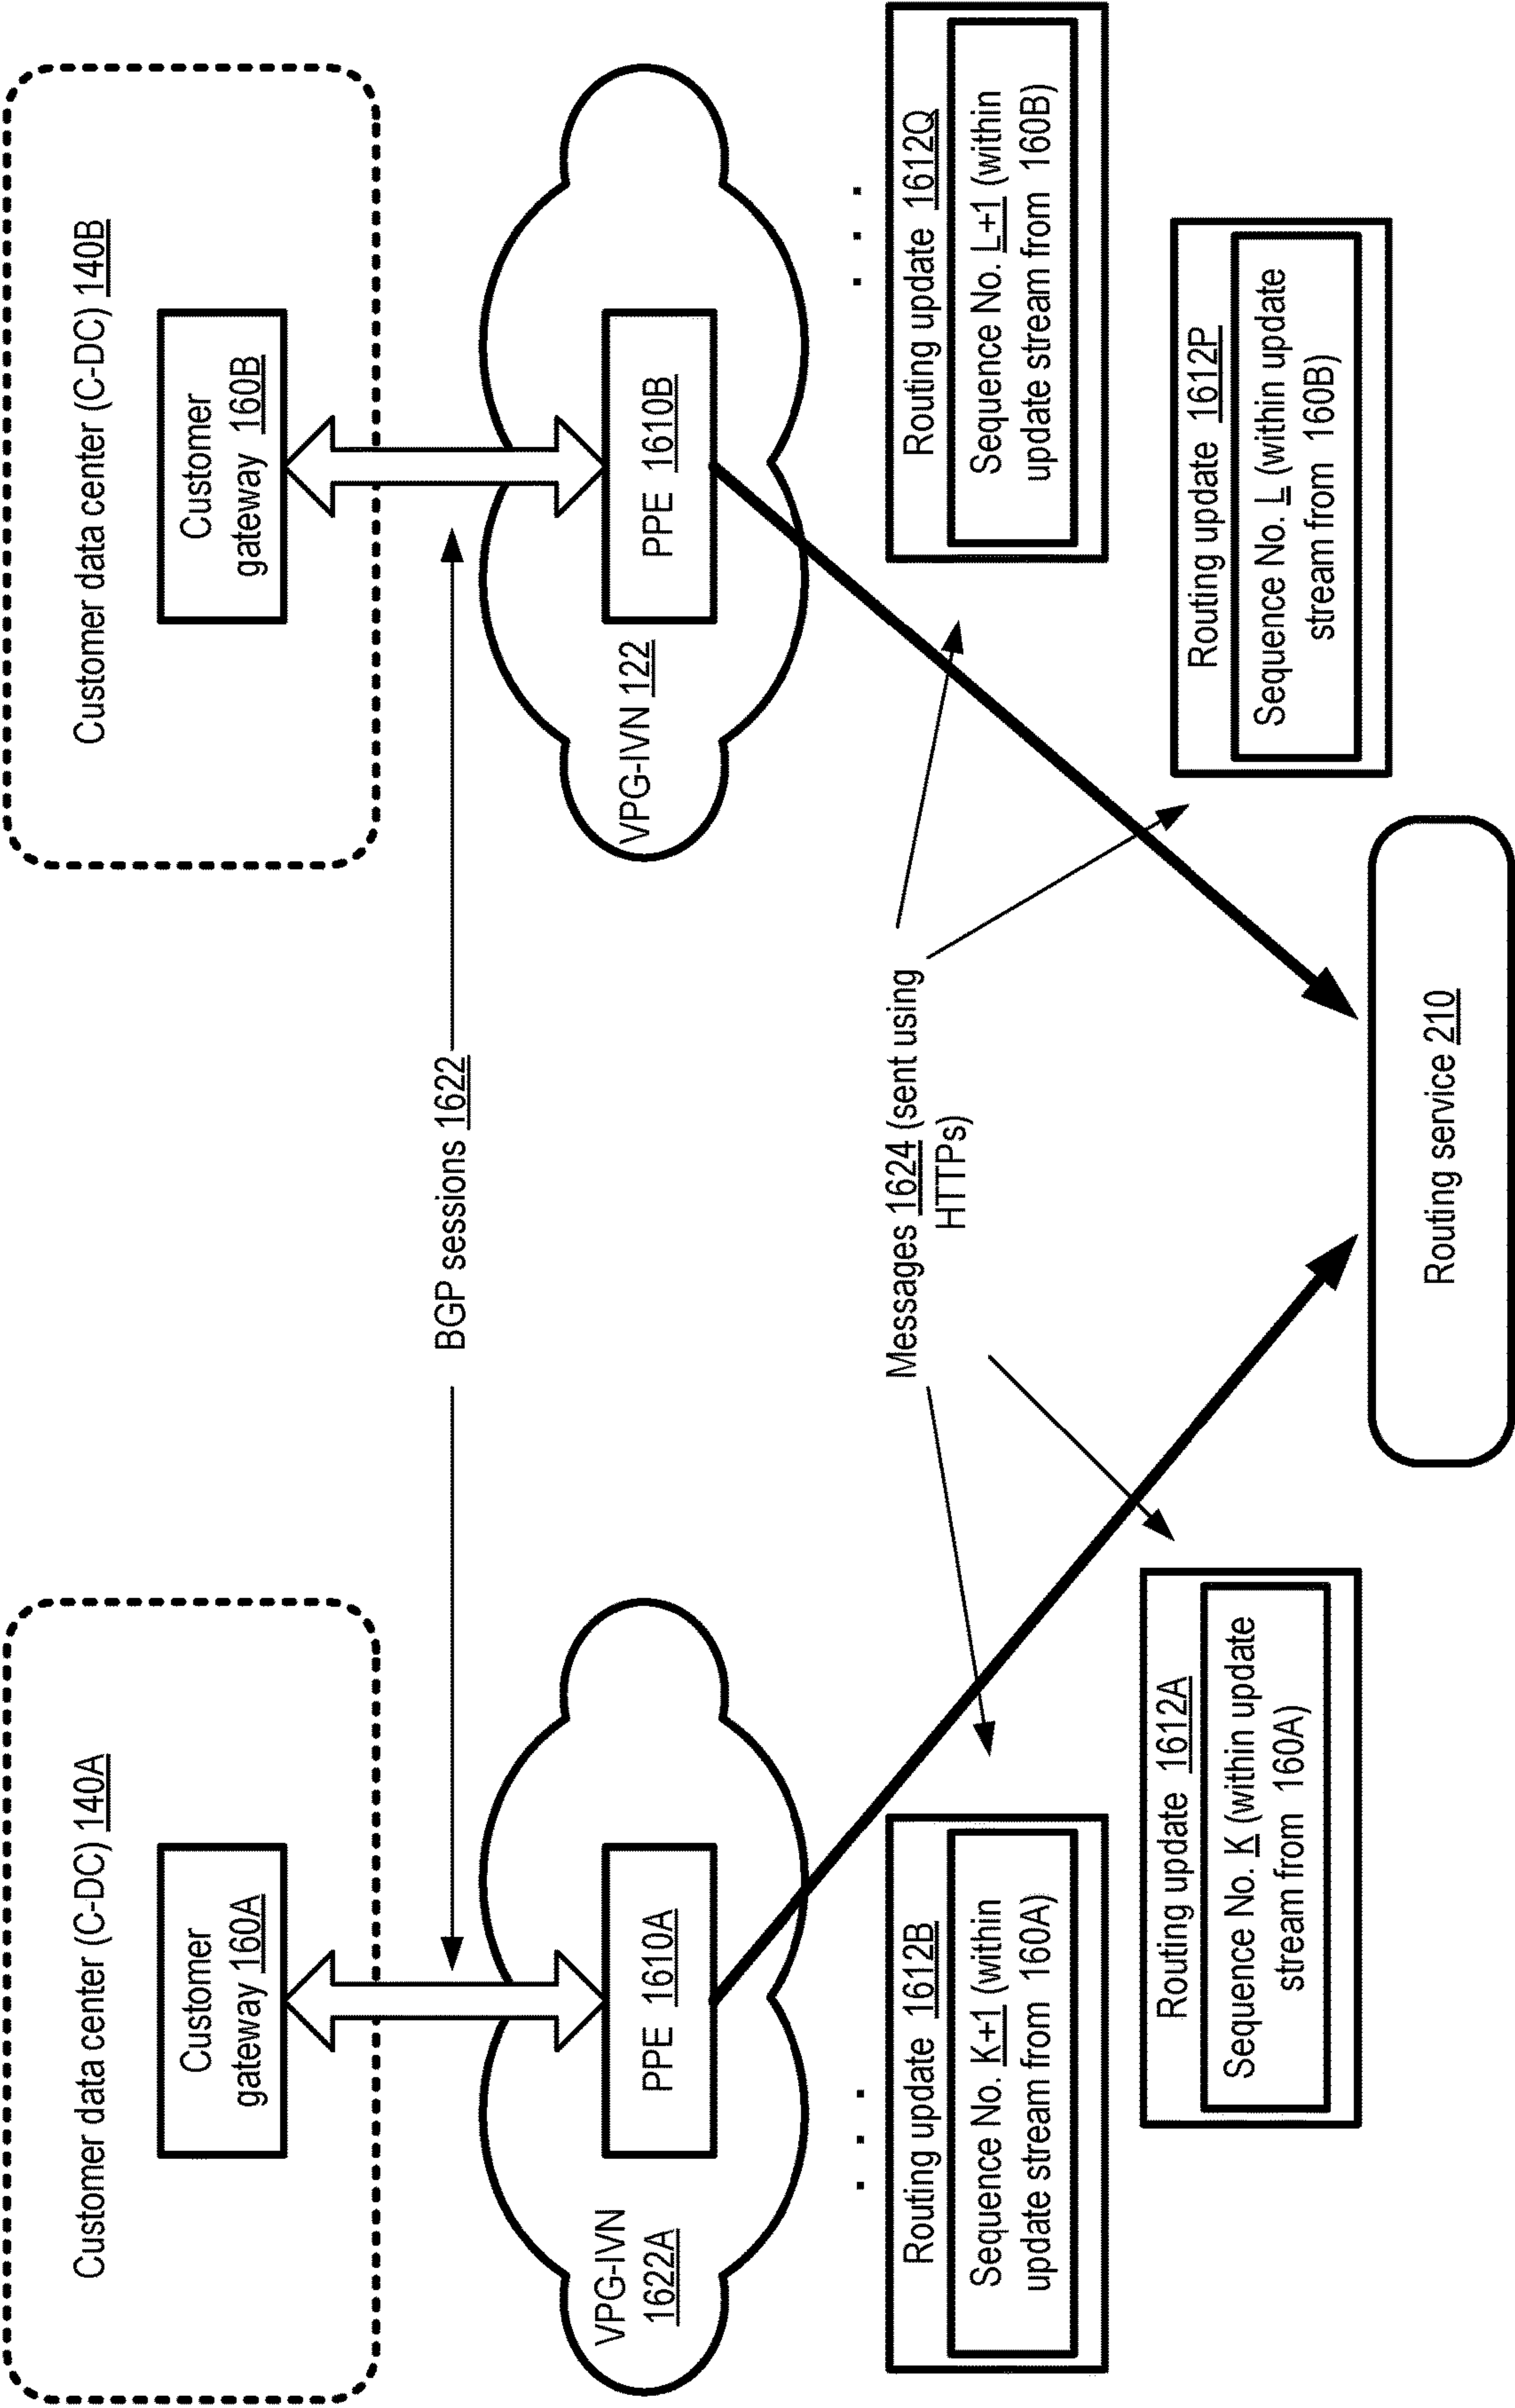 Customer data center (C-DC) 140A
Customer
gateway 160A
Customer data center (C-DC) 140B
Customer
gateway 160B
BGP sessions 1622
VPG-IVN
1622A
PPE 1610A
VPG-IVN 122
PPE 1610B
. . .
. . .
Routing update 1612B
Sequence No. K+1 (within
update stream from 160A)
Messages 1624 (sent using
HTTPs)
Routing update 1612Q
Sequence No. L+1 (within
update stream from 160B)
Routing update 1612A
Sequence No. K (within update
stream from 160A)
Routing update 1612P
Sequence No. L (within update
stream from 160B)
Routing service 210